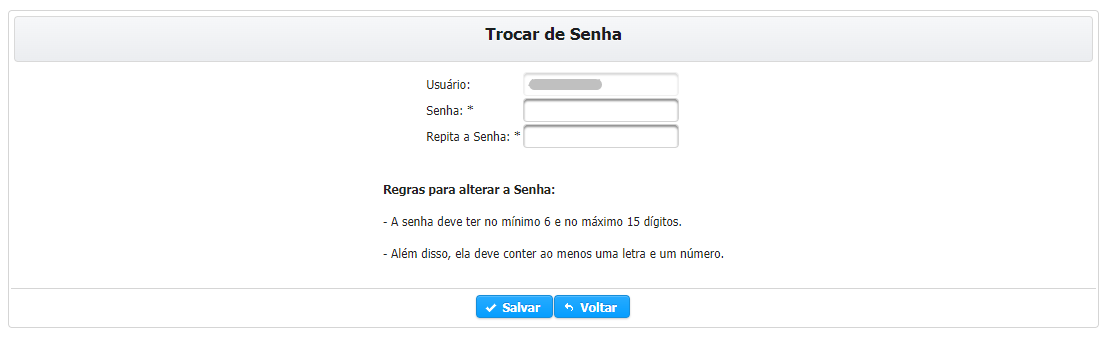 Trocar de Senha
Usuário:
Senha: *
Repita a Senha: *
Regras para alterar a Senha:
- A senha deve ter no mínimo 6 e no máximo 15 dígitos.
- Além disso, ela deve conter ao menos uma letra e um número.
Salvar Voltar